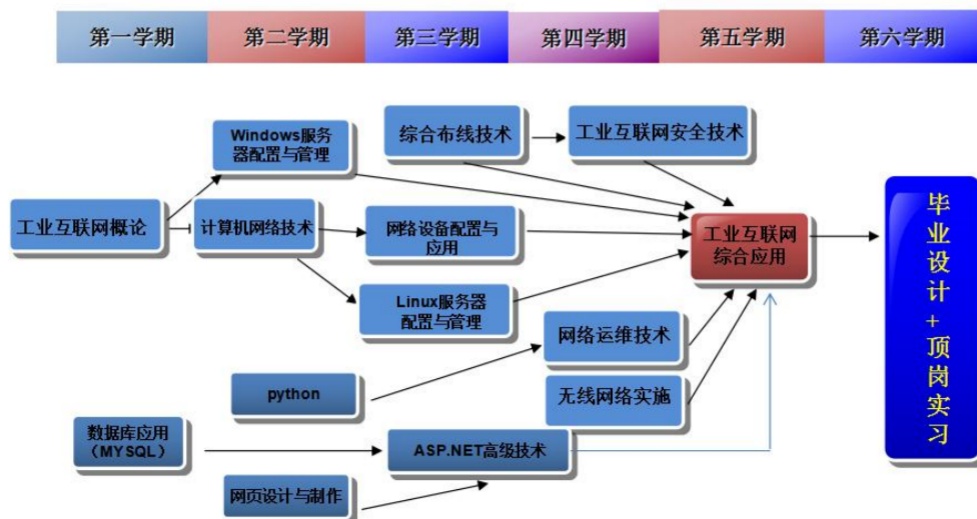 第一学期
第二学期
第三学期
第四学期
第五学期
第六学期
Windows服务
器配置与管理
综合布线技术
工业互联网安全技术
工业互联网概论
计算机网络技术
网络设备配置与
应用
工业互联网
综合应用
Linux服务器
配置与管理
网络运维技术
python
无线网络实施
数据库应用
（MYSQL）
ASP.NET高级技术
网页设计与制作
毕业设计+顶岗实习